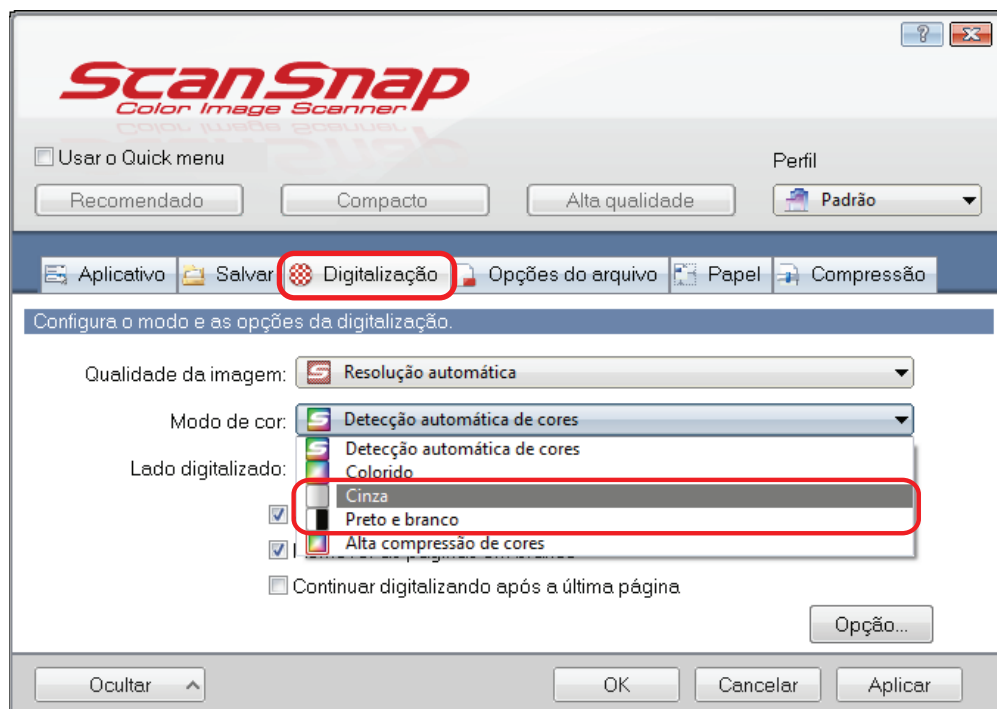 ScanSnap
Color Image Scanner
Usar o Quick menu
Perfil
Recomendado Compacto Alta qualidade Padrão
Aplicativo Salvar Digitalização Opções do arquivo Papel Compressão
Configura o modo e as opções da digitalização.
Qualidade da imagem: Resolução automática
Modo de cor: Detecção automática de cores
Detecção automática de cores
Lado digitalizado:
Colorido
Cinza
Preto e branco
Alta compressão de cores
Continuar digitalizando após a última página
Opção...
Ocultar OK Cancelar Aplicar